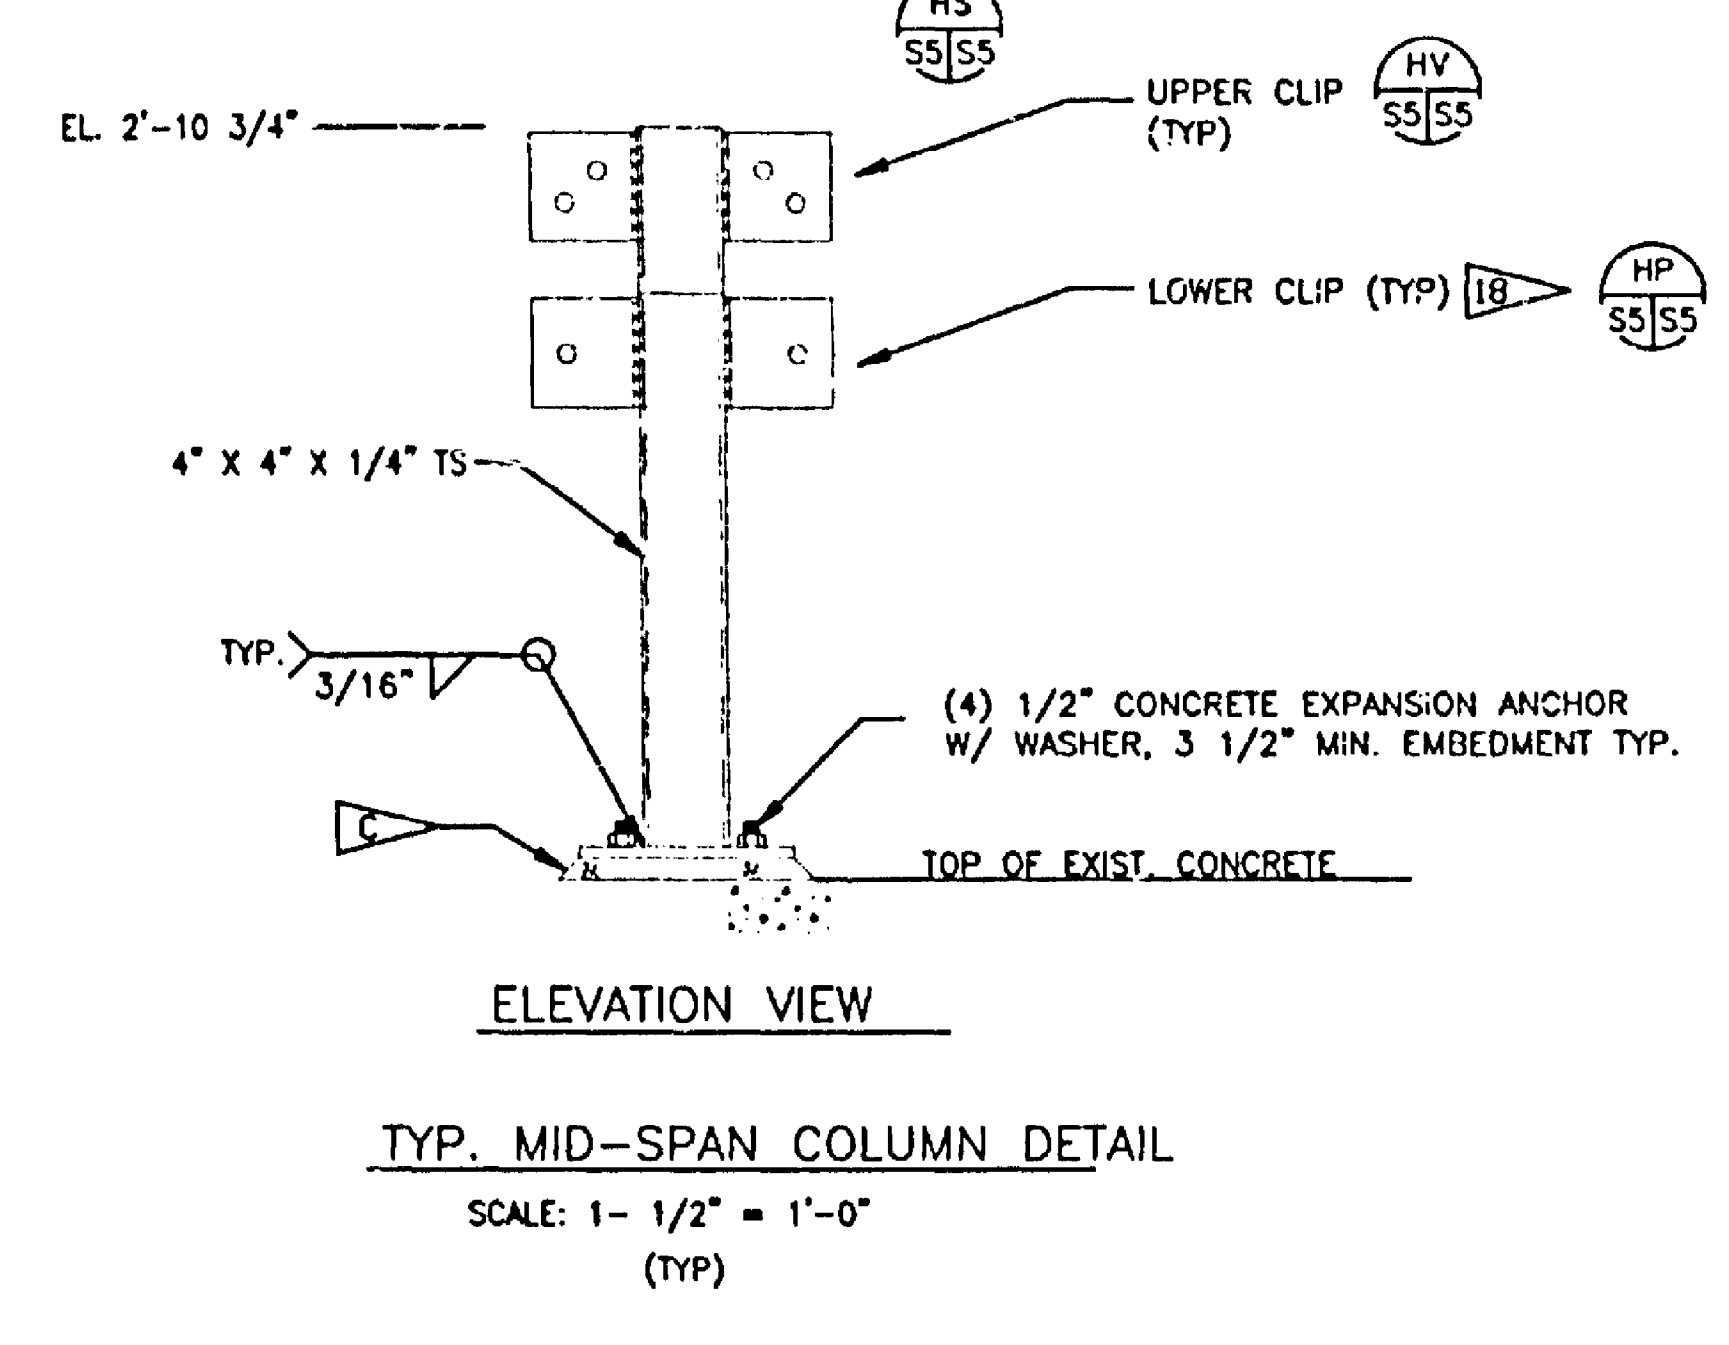 HS
S5 S5
HV
S5 S5
UPPER CLIP
(TYP)
EL. 2'-10 3/4"
HP
S5 S5
LOWER CLIP (TYP) 18
4" X 4" X 1/4" TS
TYP.
3/16"
(4) 1/2" CONCRETE EXPANSION ANCHOR
W/ WASHER, 3 1/2" MIN. EMBEDMENT TYP.
C
TOP OF EXIST. CONCRETE
ELEVATION VIEW
TYP. MID-SPAN COLUMN DETAIL
SCALE: 1- 1/2" = 1'-0"
(TYP)